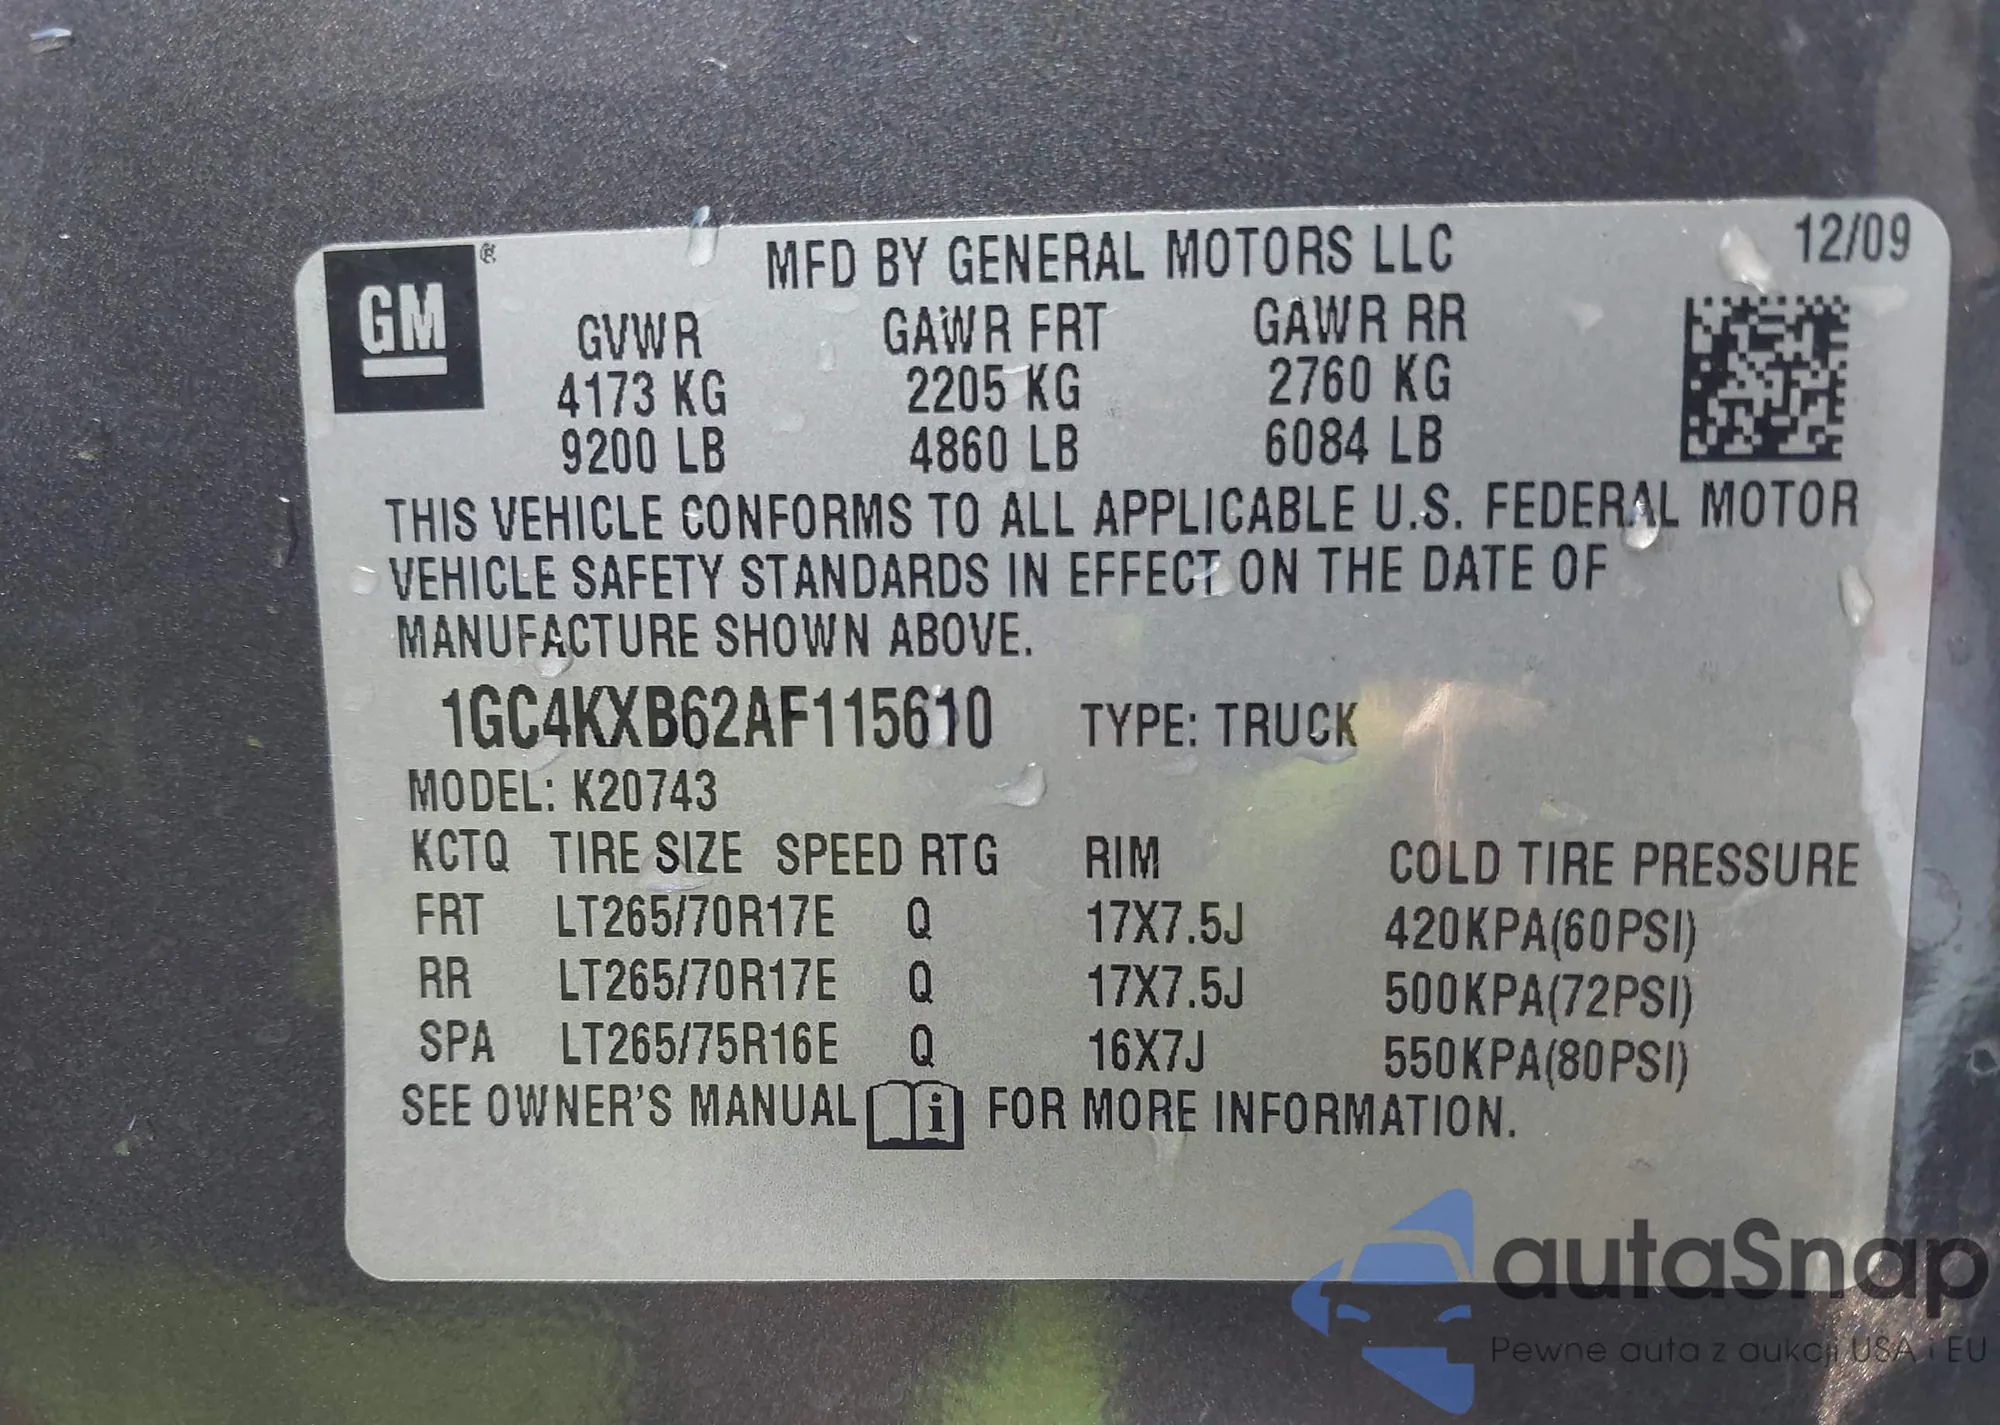 GM ®
MFD BY GENERAL MOTORS LLC 12/09
GVWR GAWR FRT GAWR RR
4173 KG 2205 KG 2760 KG
9200 LB 4860 LB 6084 LB
THIS VEHICLE CONFORMS TO ALL APPLICABLE U.S. FEDERAL MOTOR
VEHICLE SAFETY STANDARDS IN EFFECT ON THE DATE OF
MANUFACTURE SHOWN ABOVE.
1GC4KXB62AF115610 TYPE: TRUCK
MODEL: K20743
KCTQ TIRE SIZE SPEED RTG RIM COLD TIRE PRESSURE
FRT LT265/70R17E Q 17X7.5J 420KPA(60PSI)
RR LT265/70R17E Q 17X7.5J 500KPA(72PSI)
SPA LT265/75R16E Q 16X7J 550KPA(80PSI)
SEE OWNER'S MANUAL i FOR MORE INFORMATION.
autaSnap
Pewne auta z aukcji USA i EU